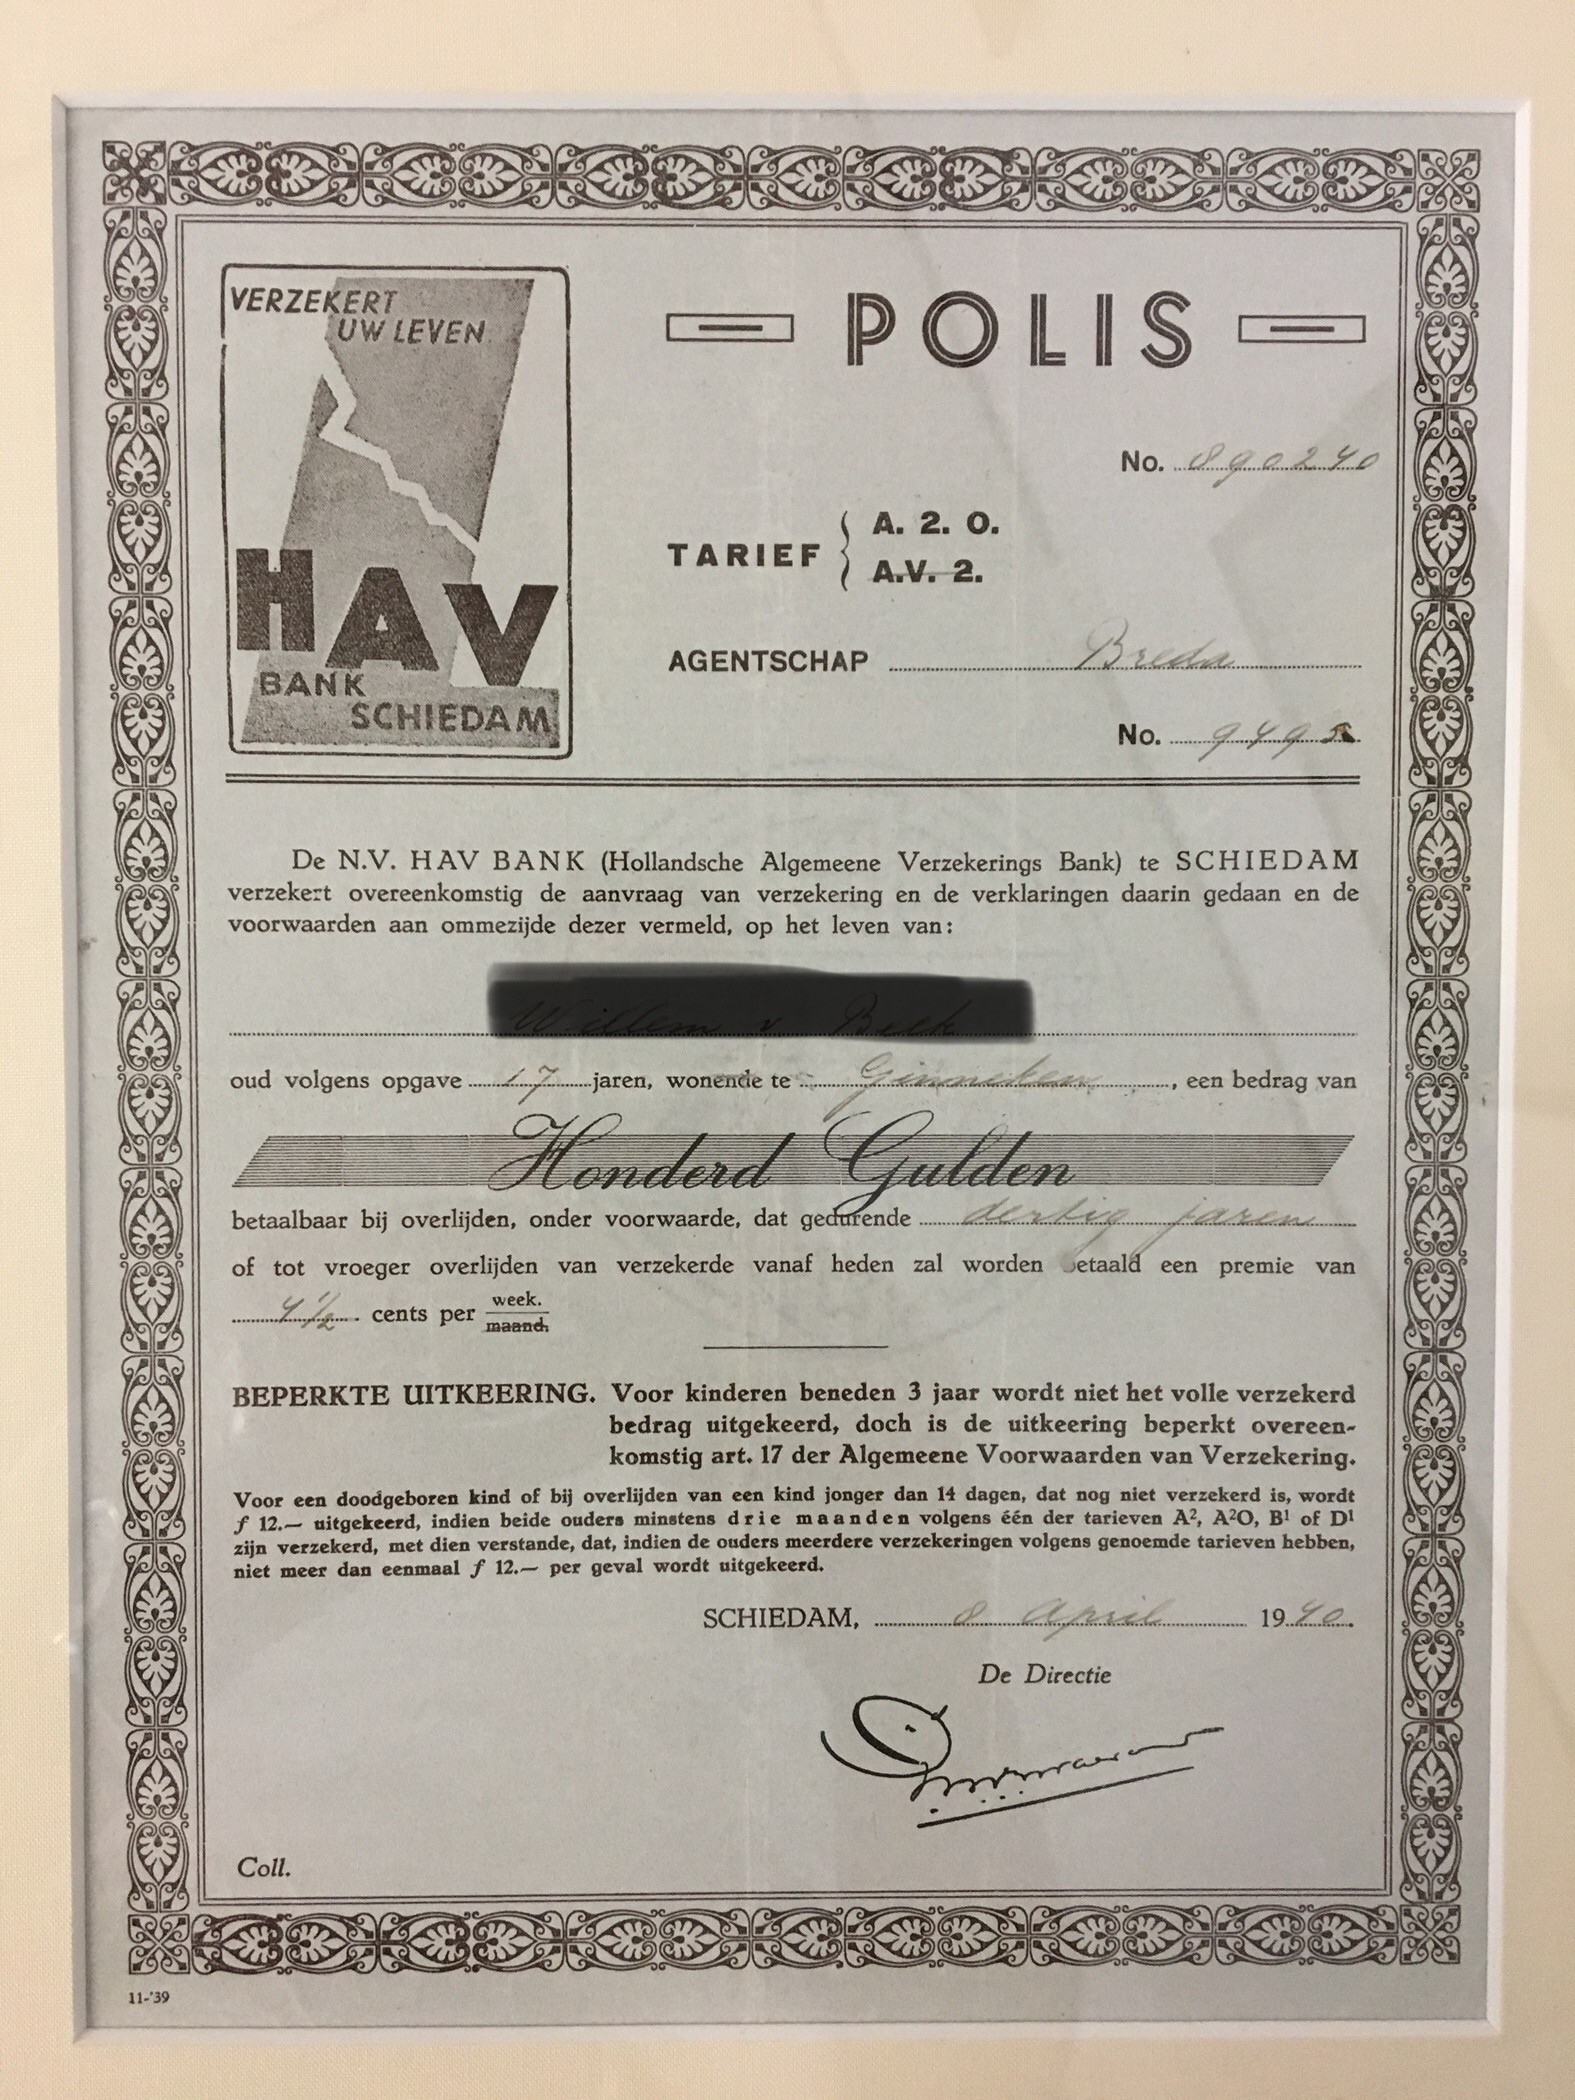 VERZEKERT
UW LEVEN
HAV
BANK
SCHIEDAM
POLIS
No. 890240
TARIEF { A. 2. O.
A.V. 2.
AGENTSCHAP Breda
No. 9495
De N.V. HAV BANK (Hollandsche Algemeene Verzekerings Bank) te SCHIEDAM
verzekert overeenkomstig de aanvraag van verzekering en de verklaringen daarin gedaan en de
voorwaarden aan ommezijde dezer vermeld, op het leven van:
oud volgens opgave 17 jaren, wonende te Ginneken, een bedrag van
Honderd Gulden
betaalbaar bij overlijden, onder voorwaarde, dat gedurende dertig jaren
of tot vroeger overlijden van verzekerde vanaf heden zal worden betaald een premie van
4 1/2 cents per week.
maand.
BEPERKTE UITKEERING. Voor kinderen beneden 3 jaar wordt niet het volle verzekerd
bedrag uitgekeerd, doch is de uitkeering beperkt overeen-
komstig art. 17 der Algemeene Voorwaarden van Verzekering.
Voor een doodgeboren kind of bij overlijden van een kind jonger dan 14 dagen, dat nog niet verzekerd is, wordt
ƒ 12.— uitgekeerd, indien beide ouders minstens drie maanden volgens één der tarieven A², A²O, B¹ of D¹
zijn verzekerd, met dien verstande, dat, indien de ouders meerdere verzekeringen volgens genoemde tarieven hebben,
niet meer dan eenmaal ƒ 12.— per geval wordt uitgekeerd.
SCHIEDAM, 8 April 1940.
De Directie
Coll.
11-'39